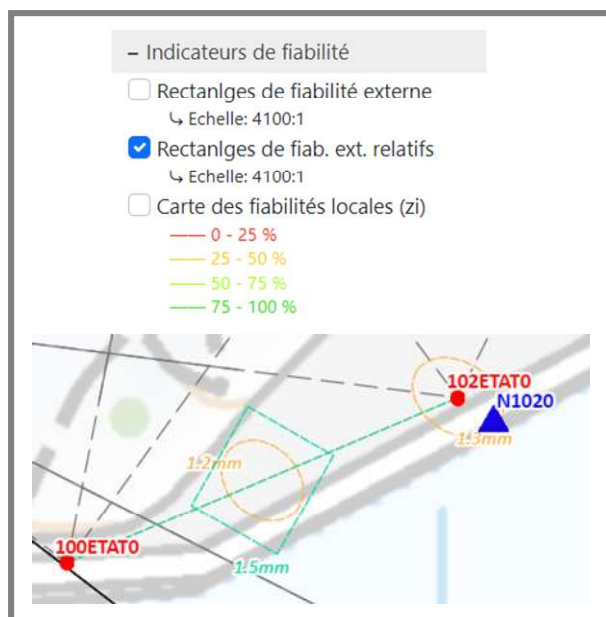 – Indicateurs de fiabilité
Rectanlges de fiabilité externe
↳ Echelle: 4100:1
Rectanlges de fiab. ext. relatifs
↳ Echelle: 4100:1
Carte des fiabilités locales (zi)
0 - 25 %
25 - 50 %
50 - 75 %
75 - 100 %
102ETAT0
N1020
1.3mm
1.2mm
100ETAT0
1.5mm